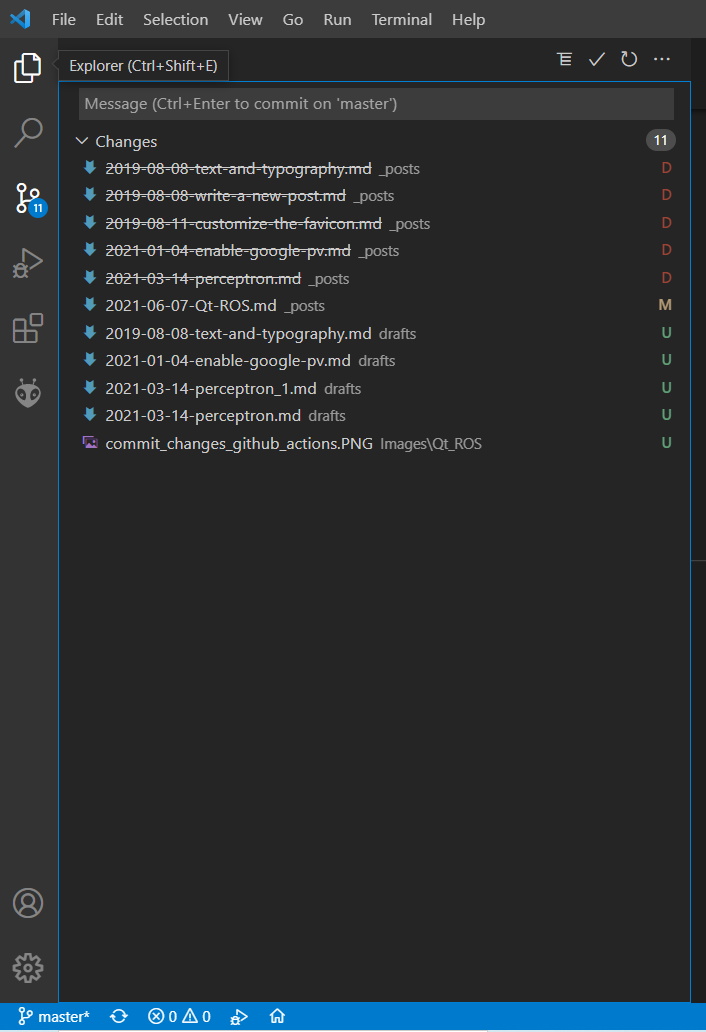 File Edit Selection View Go Run Terminal Help
Explorer (Ctrl+Shift+E)
Message (Ctrl+Enter to commit on 'master')
Changes 11
2019-08-08-text-and-typography.md _posts D
2019-08-08-write-a-new-post.md _posts D
11 2019-08-11-customize-the-favicon.md _posts D
2021-01-04-enable-google-pv.md _posts D
2021-03-14-perceptron.md _posts D
2021-06-07-Qt-ROS.md _posts M
2019-08-08-text-and-typography.md drafts U
2021-01-04-enable-google-pv.md drafts U
2021-03-14-perceptron_1.md drafts U
2021-03-14-perceptron.md drafts U
commit_changes_github_actions.PNG Images\Qt_ROS U
master* 0 0